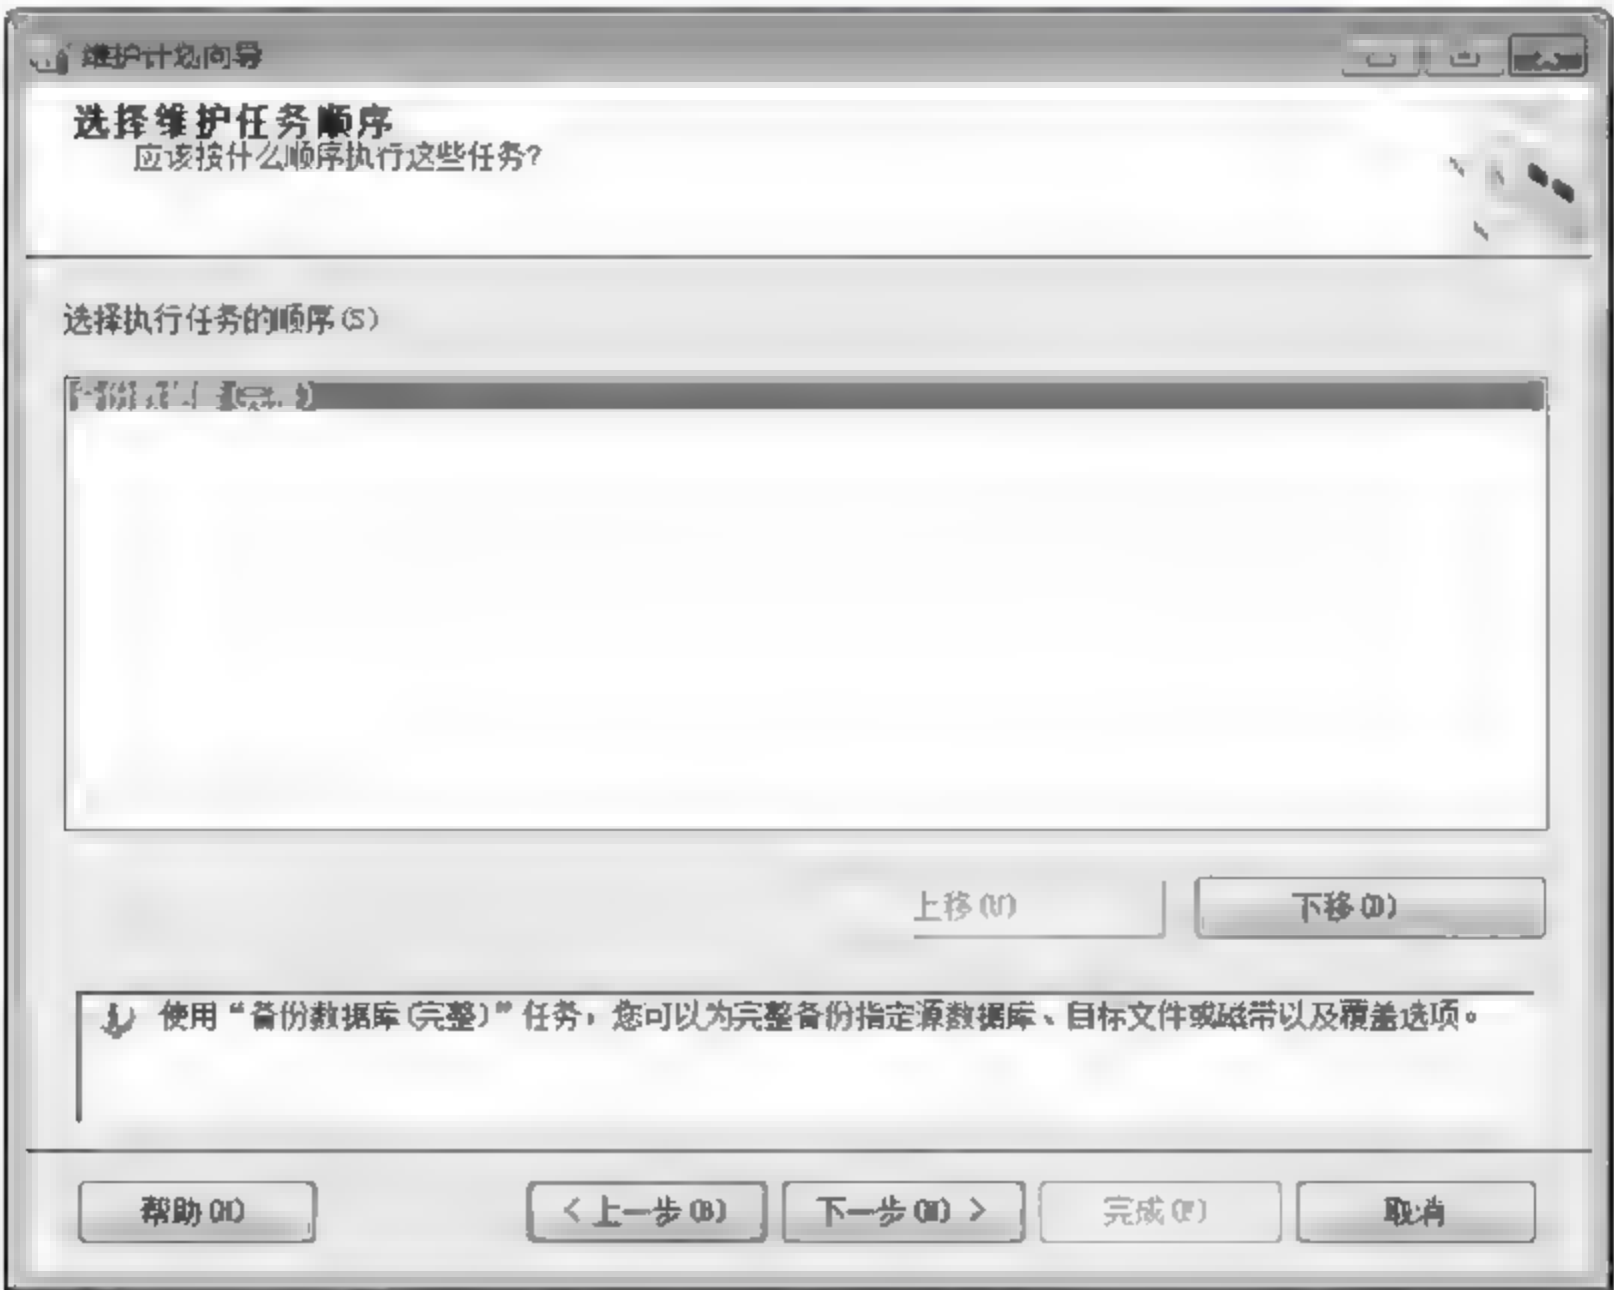 维护计划向导
选择维护任务顺序
应该按什么顺序执行这些任务?
选择执行任务的顺序(S)
上移(U)
下移(D)
使用“备份数据库(完整)”任务，您可以为完整备份指定源数据库、目标文件或磁带以及覆盖选项。
帮助(H)
< 上一步(B)
下一步(N) >
完成(F)
取消